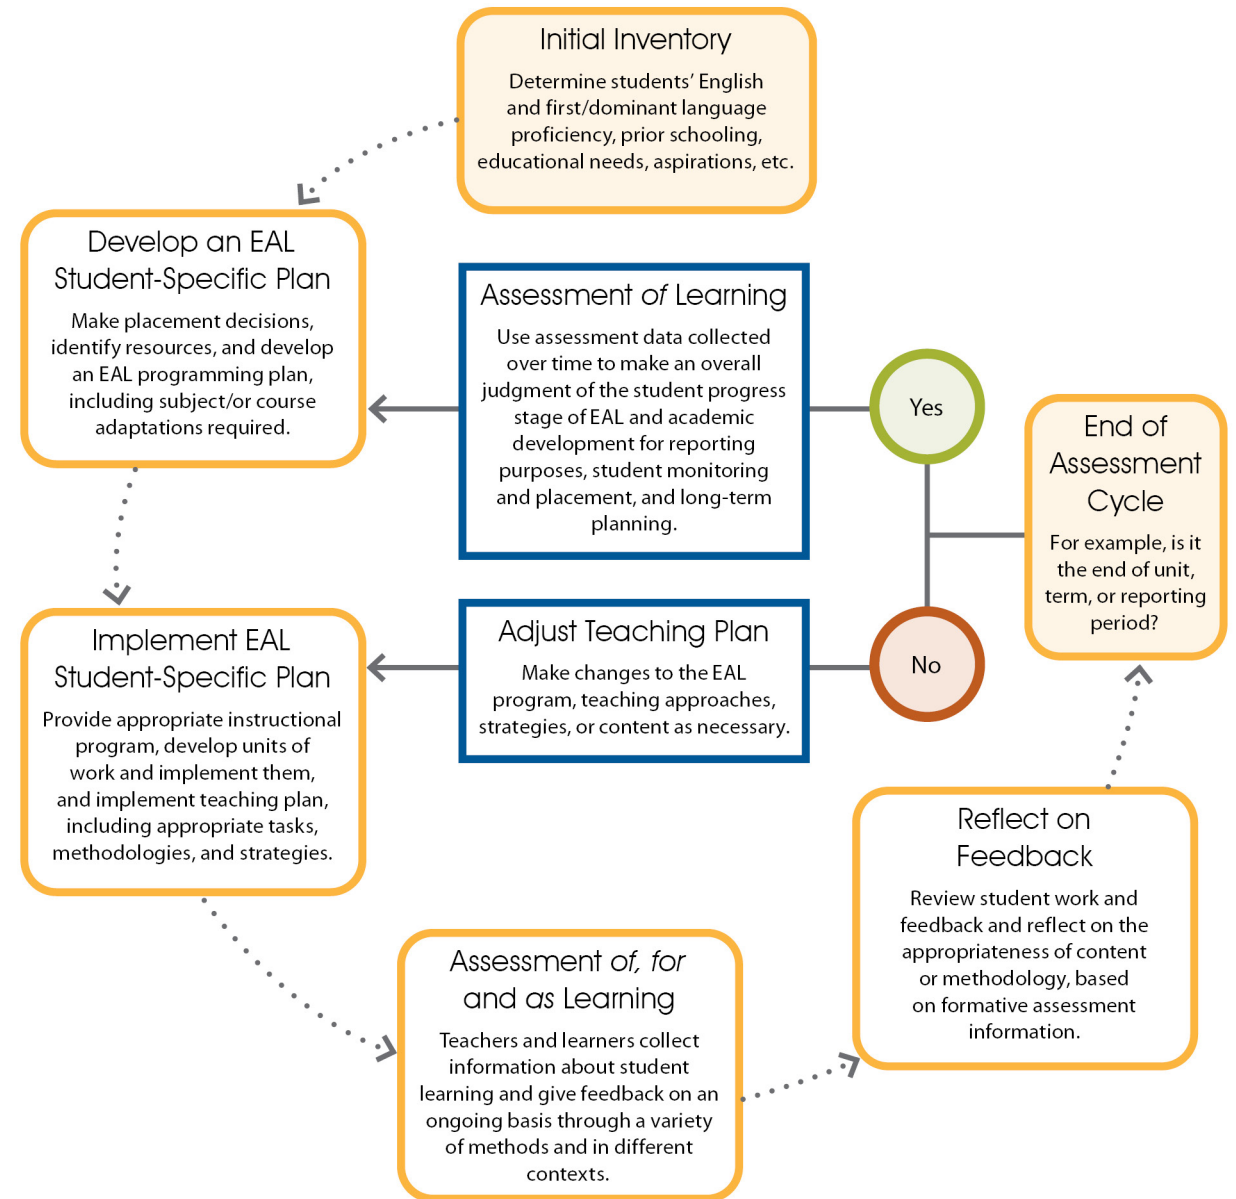 Initial Inventory
Determine students’ English
and first/dominant language
proficiency, prior schooling,
educational needs, aspirations, etc.
Develop an EAL
Student-Specific Plan
Make placement decisions,
identify resources, and develop
an EAL programming plan,
including subject/or course
adaptations required.
Assessment of Learning
Use assessment data collected
over time to make an overall
judgment of the student progress
stage of EAL and academic
development for reporting
purposes, student monitoring
and placement, and long-term
planning.
Yes
End of
Assessment
Cycle
For example, is it
the end of unit,
term, or reporting
period?
Implement EAL
Student-Specific Plan
Provide appropriate instructional
program, develop units of
work and implement them,
and implement teaching plan,
including appropriate tasks,
methodologies, and strategies.
Adjust Teaching Plan
Make changes to the EAL
program, teaching approaches,
strategies, or content as necessary.
No
Reflect on
Feedback
Review student work and
feedback and reflect on the
appropriateness of content
or methodology, based
on formative assessment
information.
Assessment of, for
and as Learning
Teachers and learners collect
information about student
learning and give feedback on an
ongoing basis through a variety
of methods and in different
contexts.